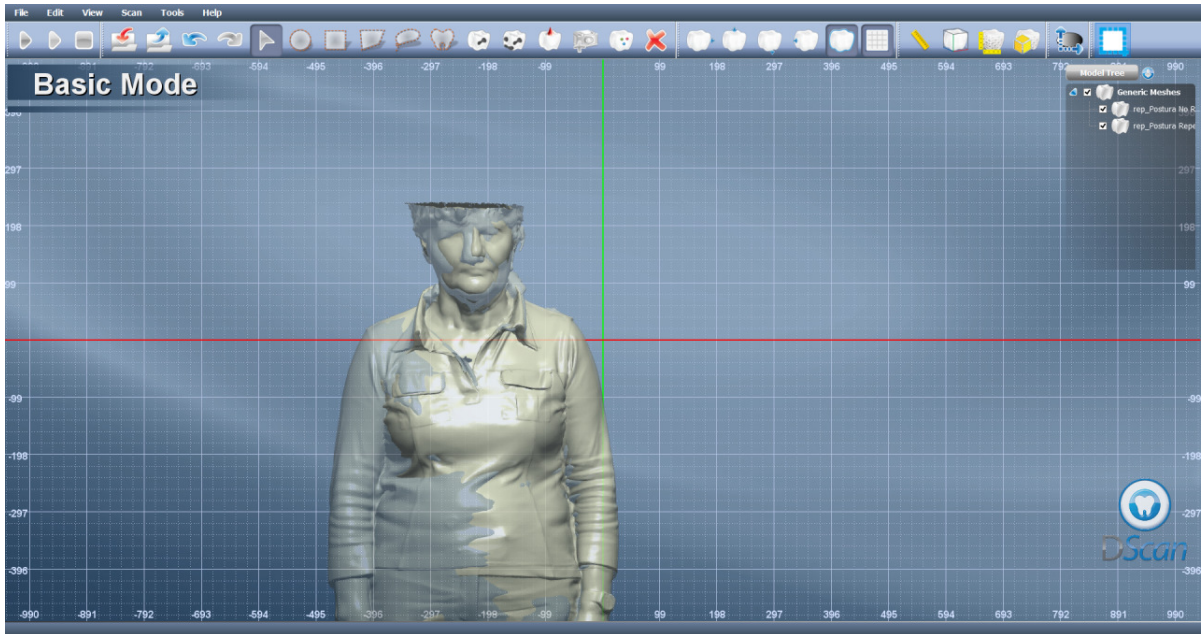 File Edit View Scan Tools Help
-594 -495 -396 -297 -198 -99 99 198 297 396 495 594 693 990
Basic Mode
Model Tree
Generic Meshes
rep_Postura No R
rep_Postura Repe
297 297
198 198
99 99
-99 -99
-198 -198
-297 -297
DScan
-396 -396
-990 -891 -792 -693 -594 -495 -396 -297 -198 -99 99 198 297 396 495 594 693 792 891 990